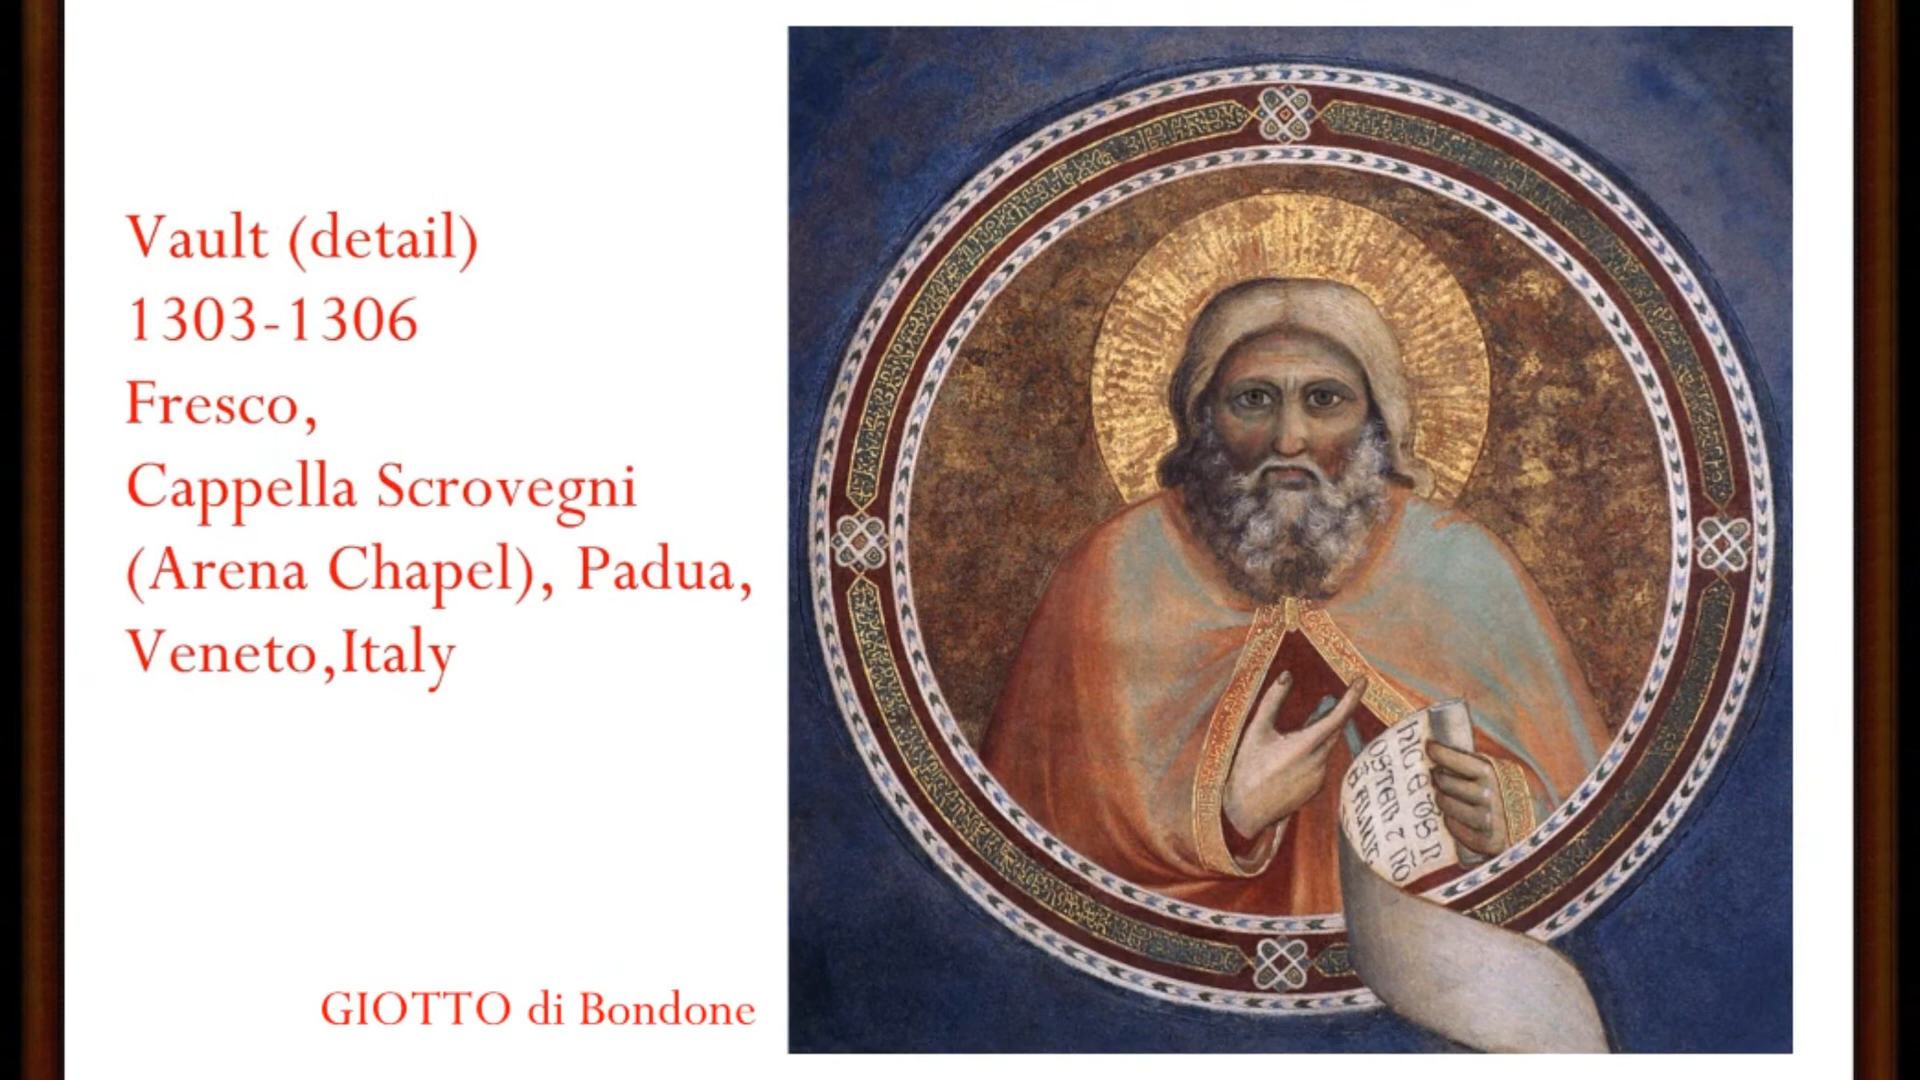 Vault (detail)
1303-1306
Fresco,
Cappella Scrovegni
(Arena Chapel), Padua,
Veneto,Italy
GIOTTO di Bondone